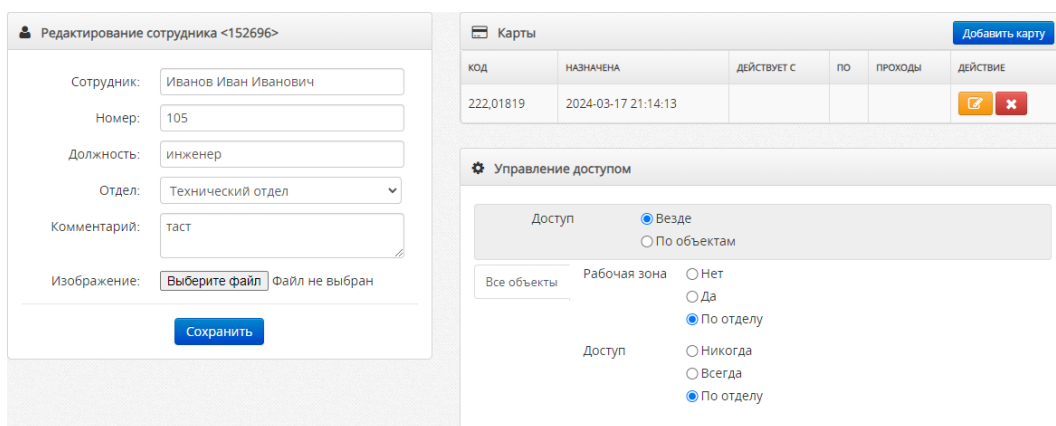 Редактирование сотрудника <152696>
Сотрудник: Иванов Иван Иванович
Номер: 105
Должность: инженер
Отдел: Технический отдел
Комментарий: таст
Изображение: Выберите файл Файл не выбран
Сохранить
Карты Добавить карту
КОД НАЗНАЧЕНА ДЕЙСТВУЕТ С ПО ПРОХОДЫ ДЕЙСТВИЕ
222,01819 2024-03-17 21:14:13
Управление доступом
Доступ Везде
По объектам
Все объекты Рабочая зона Нет
Да
По отделу
Доступ Никогда
Всегда
По отделу